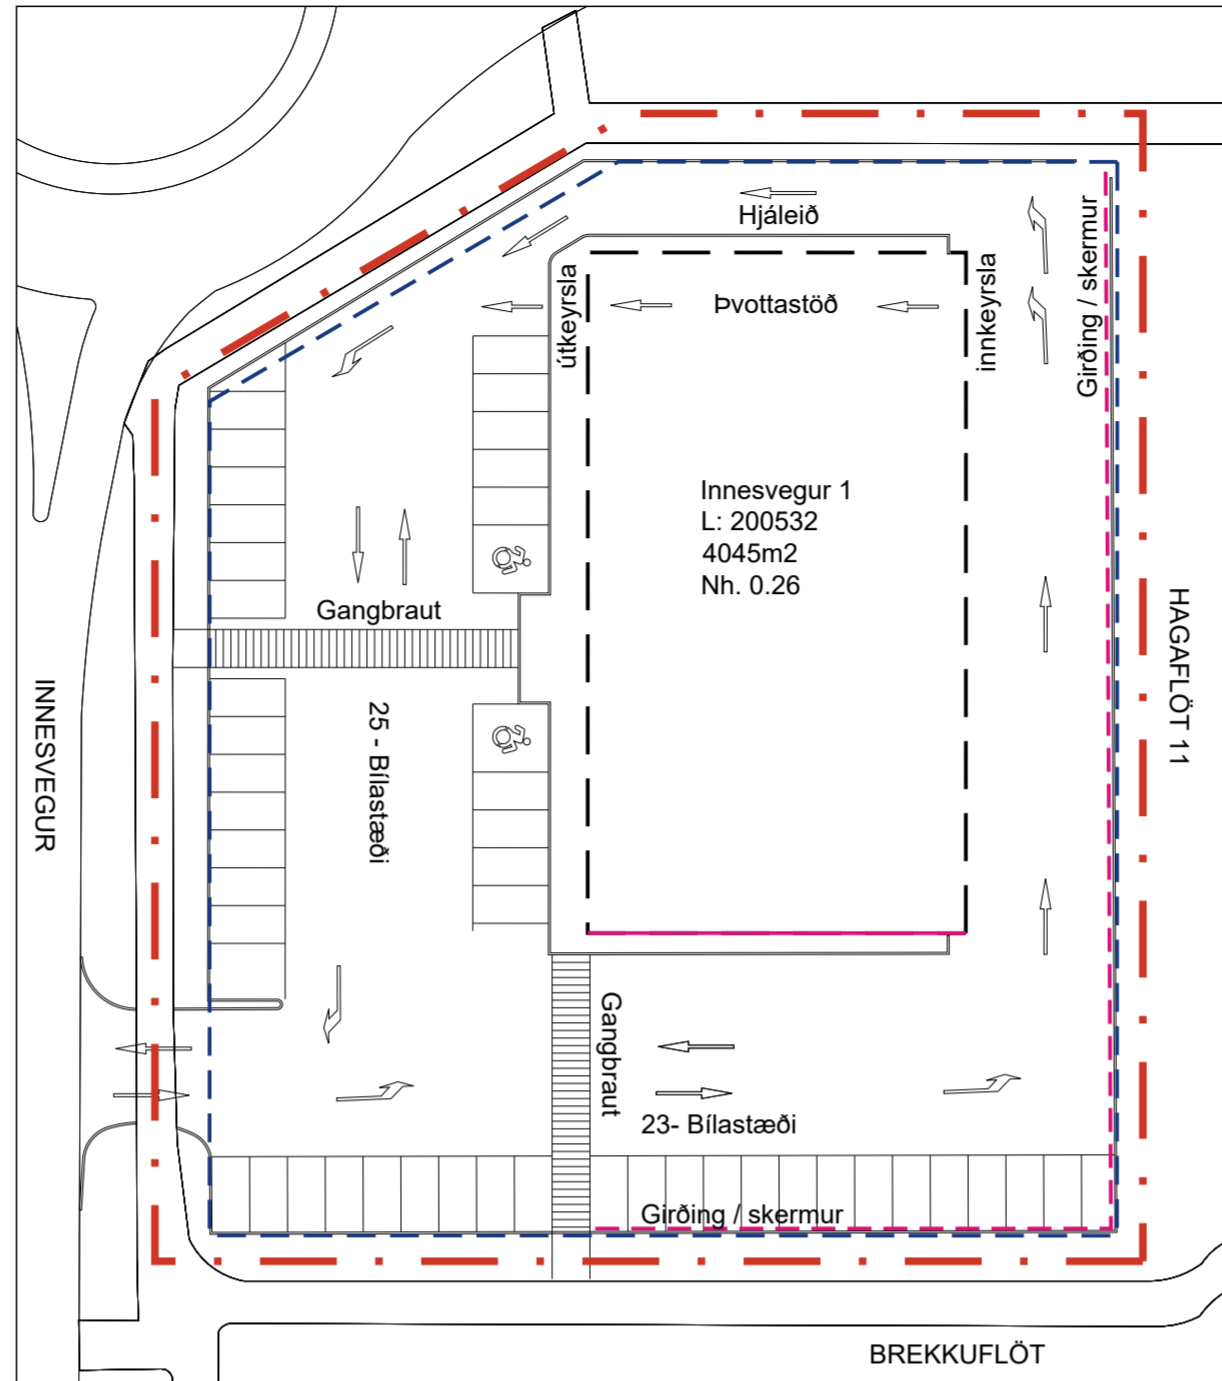 Hjáleið
Girðing / skermur
útkeyrsla
Þvottastöð
innkeyrsla
Innesvegur 1
L: 200532
4045m2
Nh. 0.26
Gangbraut
HAGAFLÖT 11
INNESVEGUR
25 - Bílastæði
Gangbraut
23- Bílastæði
Girðing / skermur
BREKKUFLÖT